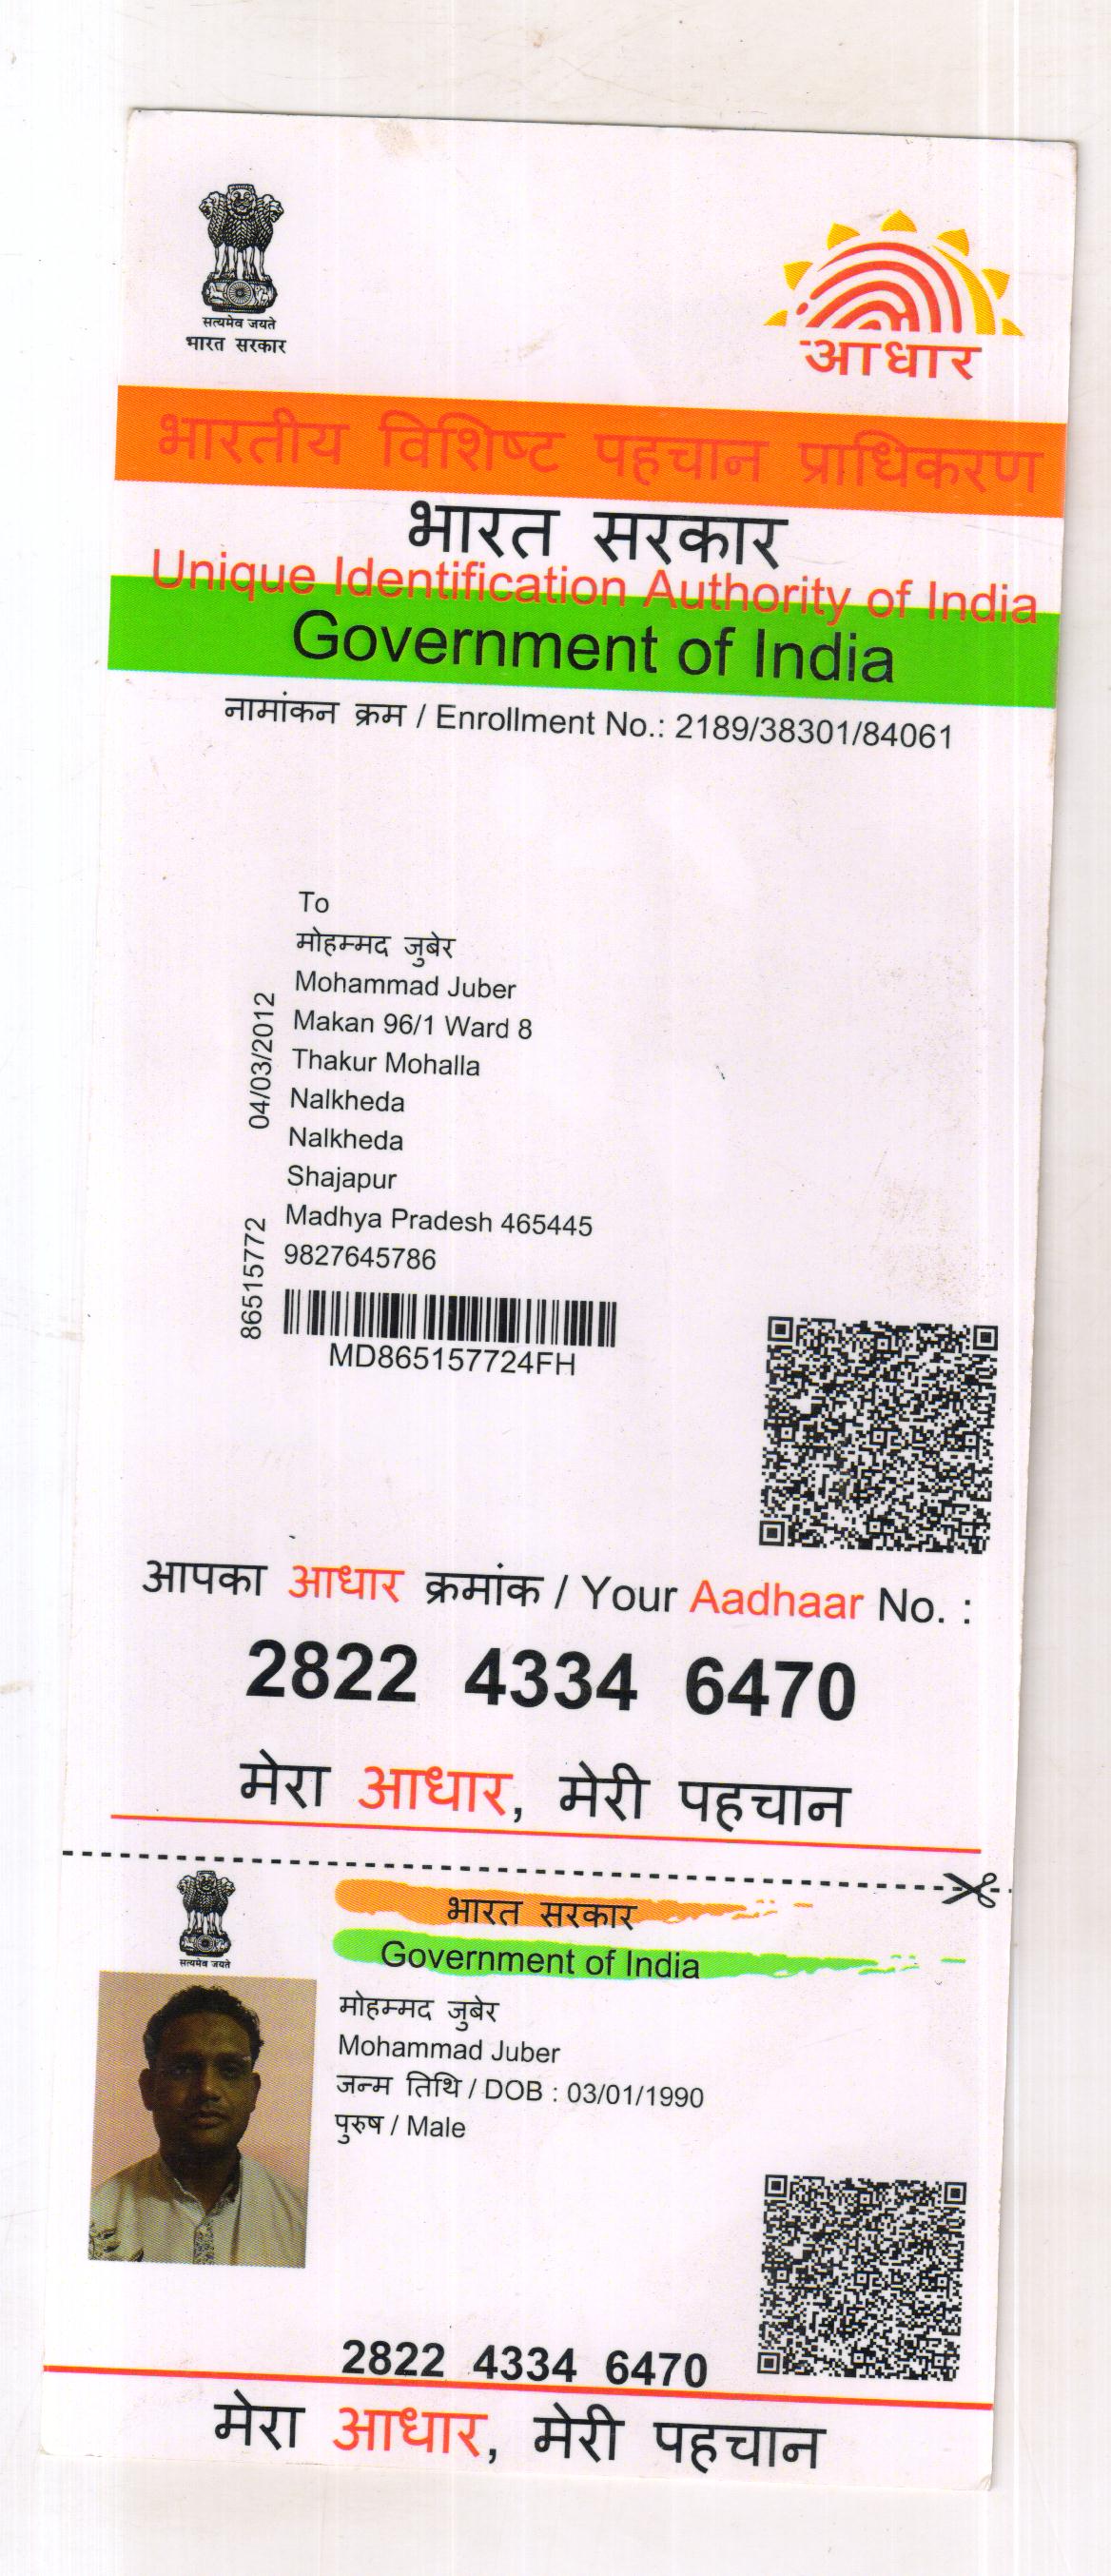 सत्यमेव जयते
भारत सरकार
आधार
भारतीय विशिष्ट पहचान प्राधिकरण
भारत सरकार
Unique Identification Authority of India
Government of India
नामांकन क्रम / Enrollment No.: 2189/38301/84061
To
मोहम्मद जुबेर
Mohammad Juber
Makan 96/1 Ward 8
Thakur Mohalla
Nalkheda
Nalkheda
Shajapur
Madhya Pradesh 465445
9827645786
04/03/2012
86515772
MD865157724FH
आपका आधार क्रमांक / Your Aadhaar No. :
2822 4334 6470
मेरा आधार, मेरी पहचान
सत्यमेव जयते
भारत सरकार
Government of India
मोहम्मद जुबेर
Mohammad Juber
जन्म तिथि / DOB : 03/01/1990
पुरुष / Male
2822 4334 6470
मेरा आधार, मेरी पहचान